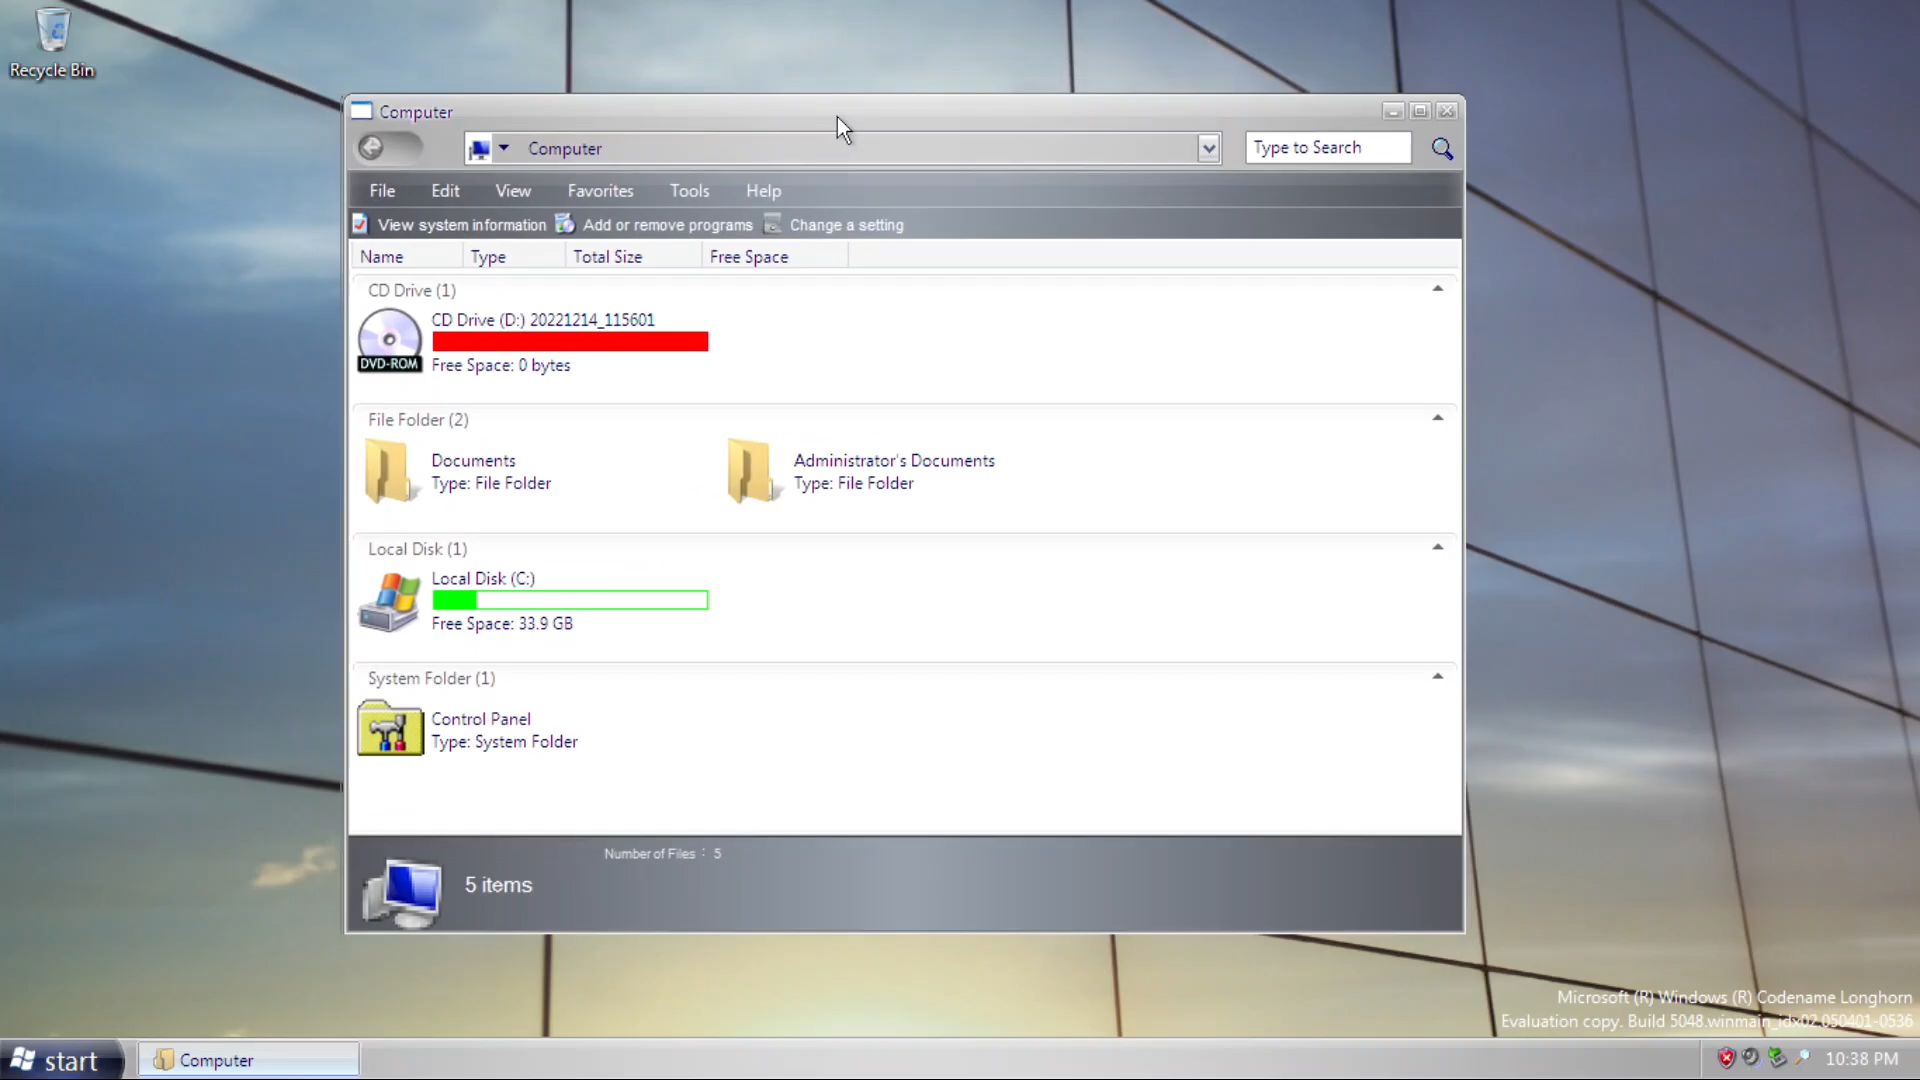 Recycle Bin
Computer
Computer
Type to Search
File Edit View Favorites Tools Help
View system information Add or remove programs Change a setting
Name Type Total Size Free Space
CD Drive (1)
CD Drive (D:) 20221214_115601
DVD-ROM
Free Space: 0 bytes
File Folder (2)
Documents
Type: File Folder
Administrator's Documents
Type: File Folder
Local Disk (1)
Local Disk (C:)
Free Space: 33.9 GB
System Folder (1)
Control Panel
Type: System Folder
Number of Files : 5
5 items
Microsoft (R) Windows (R) Codename Longhorn
Evaluation copy. Build 5048.winmain_idx02.050401-0536
start Computer 10:38 PM